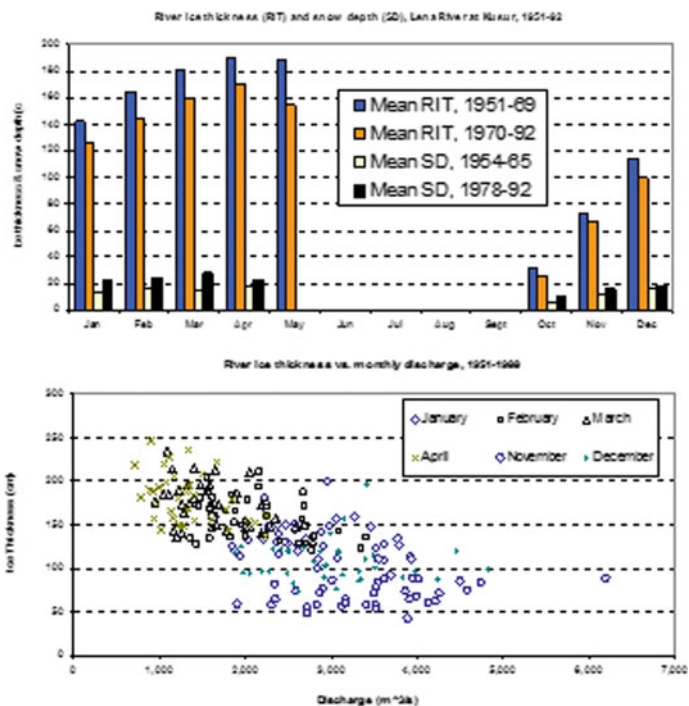 River Ice thickness (RIT) and snow depth (SD), Lena River at Kusur, 1951-92
Ice thickness & snow depth (c
200
180
160
140
120
100
80
60
40
20
0
Mean RIT, 1951-69
Mean RIT, 1970-92
Mean SD, 1954-65
Mean SD, 1978-92
Jan Feb Mar Apr May Jun Jul Aug Sept Oct Nov Dec
River Ice thickness vs. monthly discharge, 1951-1999
Ice Thickness (cm)
300
250
200
150
100
50
0
January February March
April November December
0 1,000 2,000 3,000 4,000 5,000 6,000 7,000
Discharge (m^3/s)